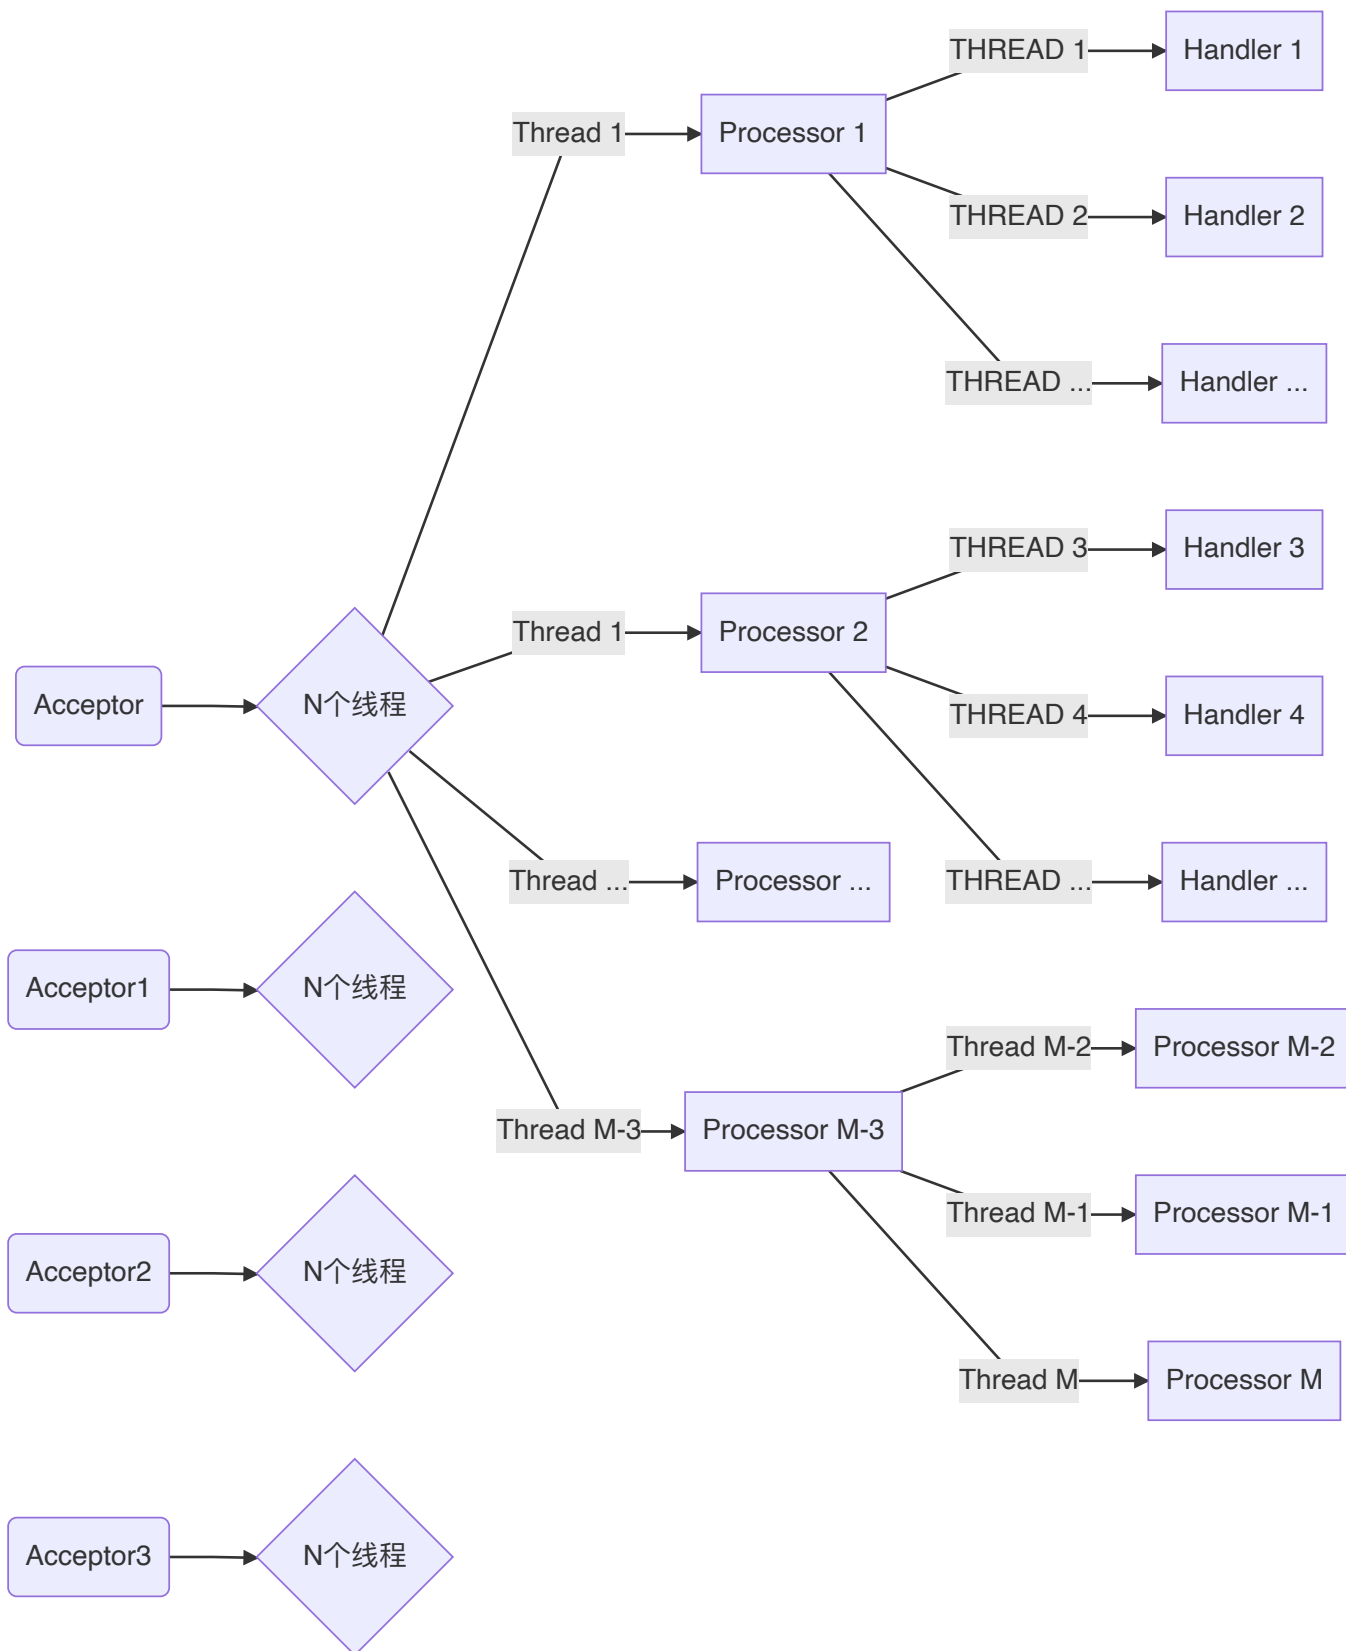 THREAD 1
Handler 1
Thread 1
Processor 1
THREAD 2
Handler 2
THREAD ...
Handler ...
THREAD 3
Handler 3
Thread 1
Processor 2
Acceptor
N个线程
THREAD 4
Handler 4
Thread ...
Processor ...
THREAD ...
Handler ...
Acceptor1
N个线程
Thread M-2
Processor M-2
Thread M-3
Processor M-3
Thread M-1
Processor M-1
Acceptor2
N个线程
Thread M
Processor M
Acceptor3
N个线程